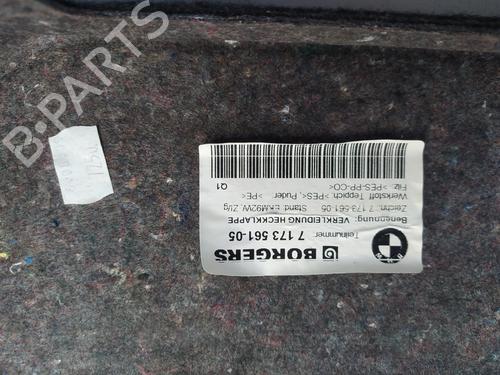 B-PARTS
BORGERS
Teilnummer: 7 173 561-05
Benennung: VERKLEIDUNG HECKKLAPPE
Zeichn. 7 173 561 05 Stand
Werkstoff Teppich >PES<, Puder >PE<
Filz >PES-PP-CO<
Q1